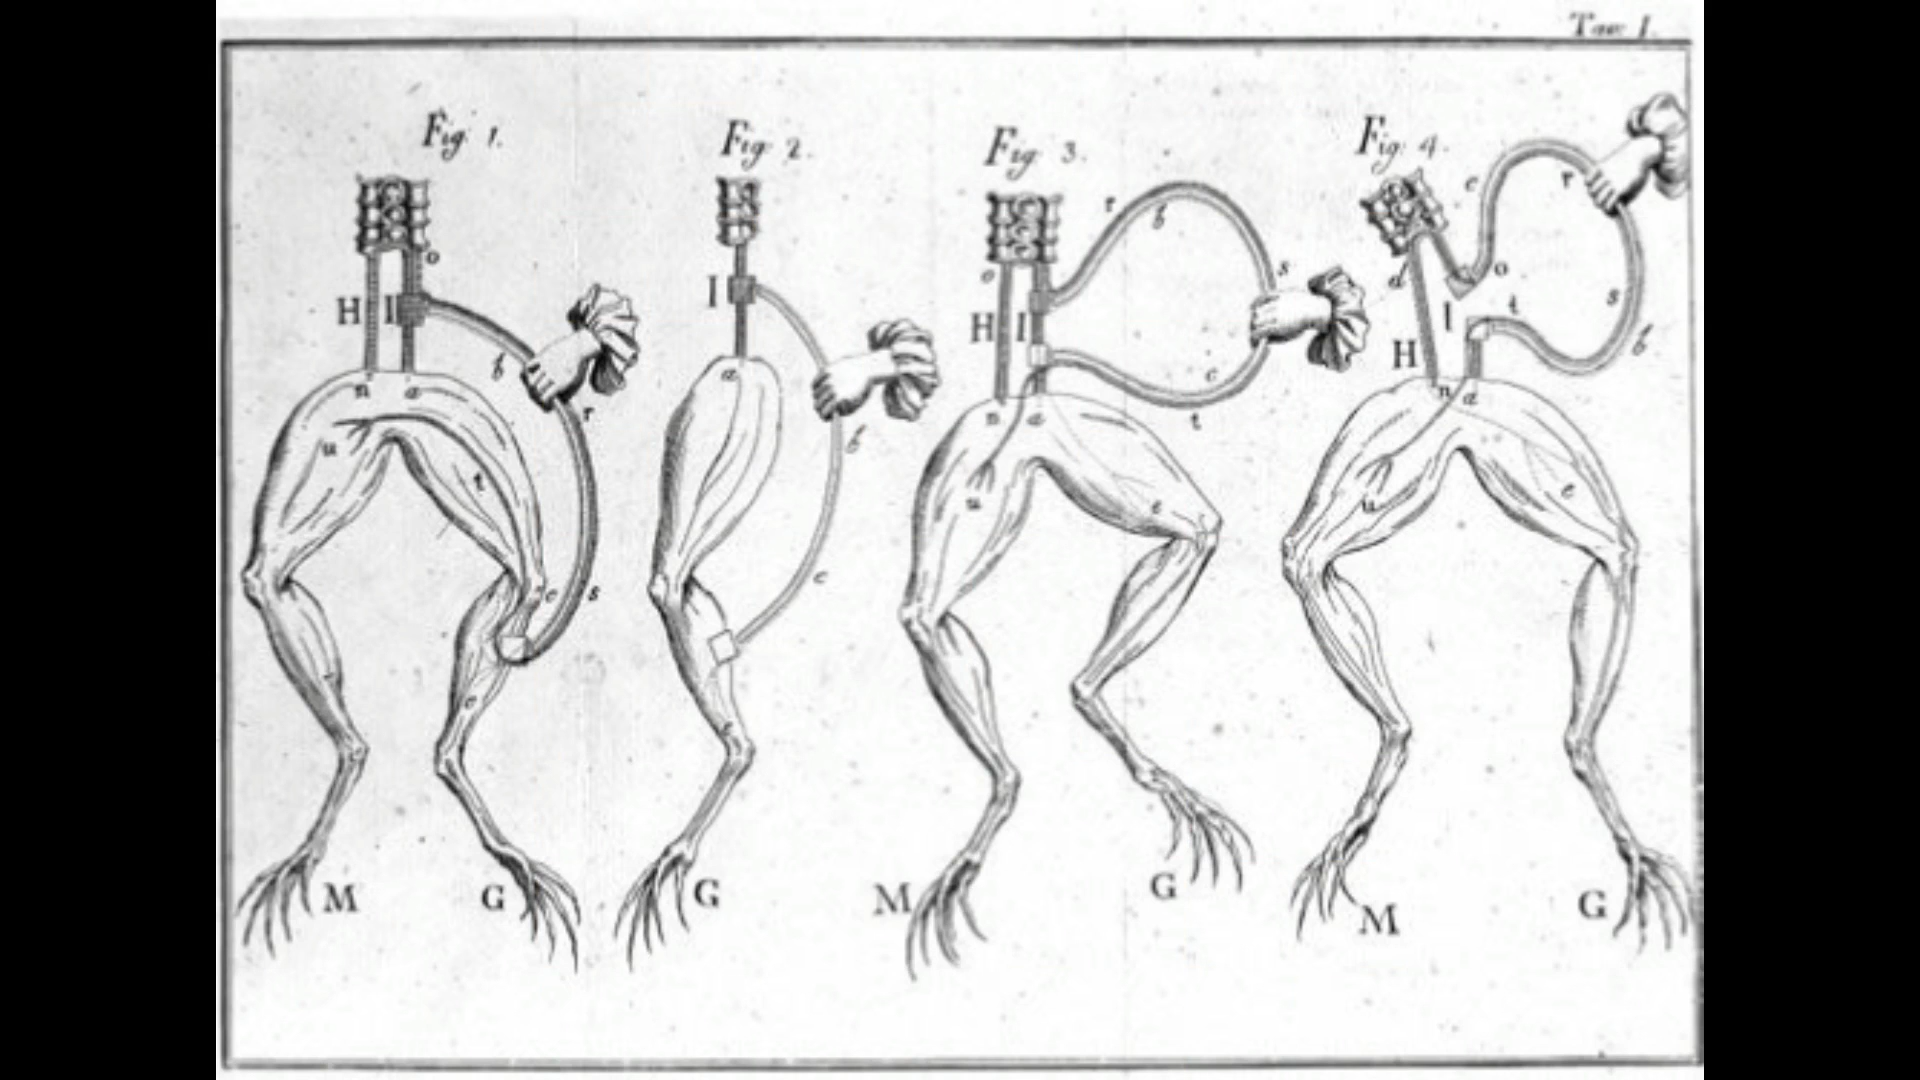 Tav I.
Fig. 1.
Fig. 2.
Fig. 3.
Fig. 4.
o
H I
b
r
n a
u
t
s
c
e
M
G
I
a
b
c
G
r
b
s
o
H I
c
t
n a
u
e
M
G
e
r
o
d
t
s
I
b
H
n a
u
e
M
G